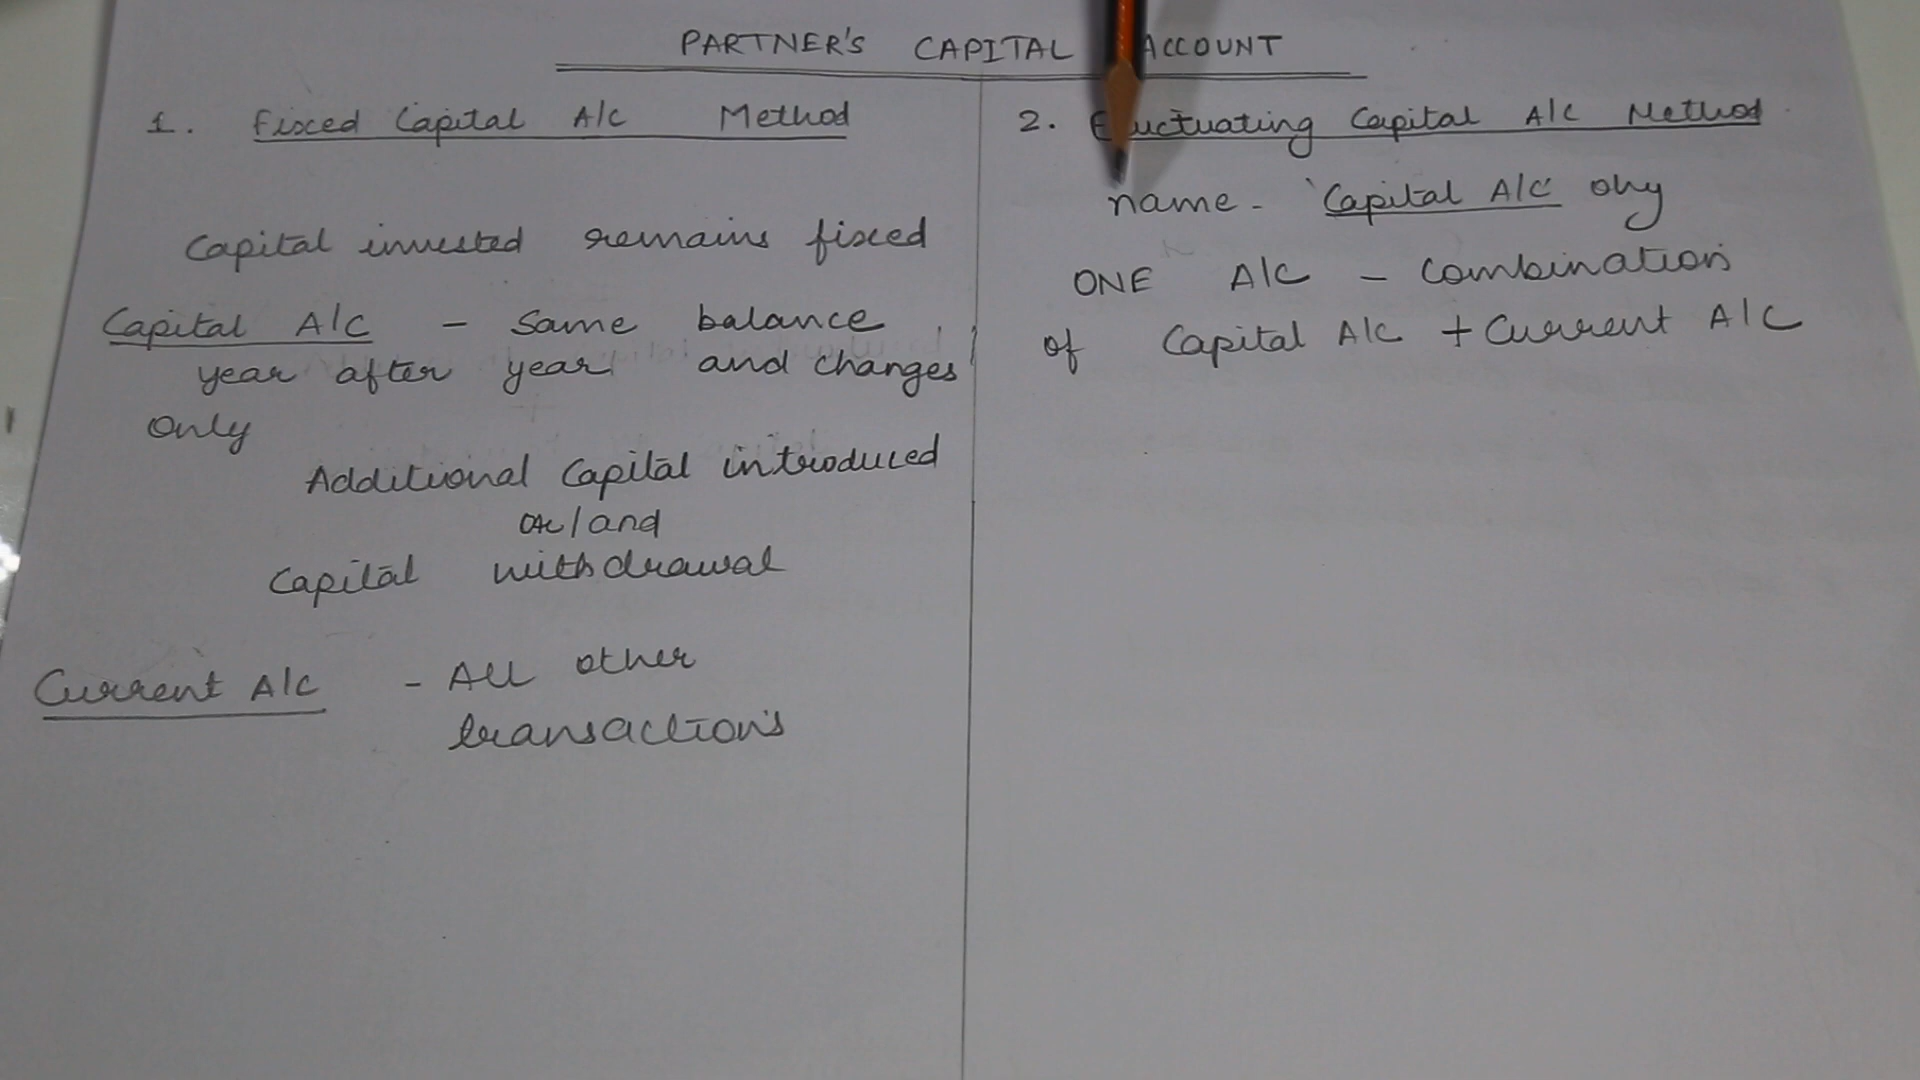 PARTNER'S CAPITAL ACCOUNT
1. Fixed Capital A/c Method
Capital invested remains fixed
Capital A/C - Same balance
year after year and changes
only
Additional Capital introduced
or/and
Capital withdrawal
Current A/C - All other
transactions
2. Fluctuating Capital A/C Method
name - 'Capital A/C' only
ONE A/C - Combination
of Capital A/C + Current A/C